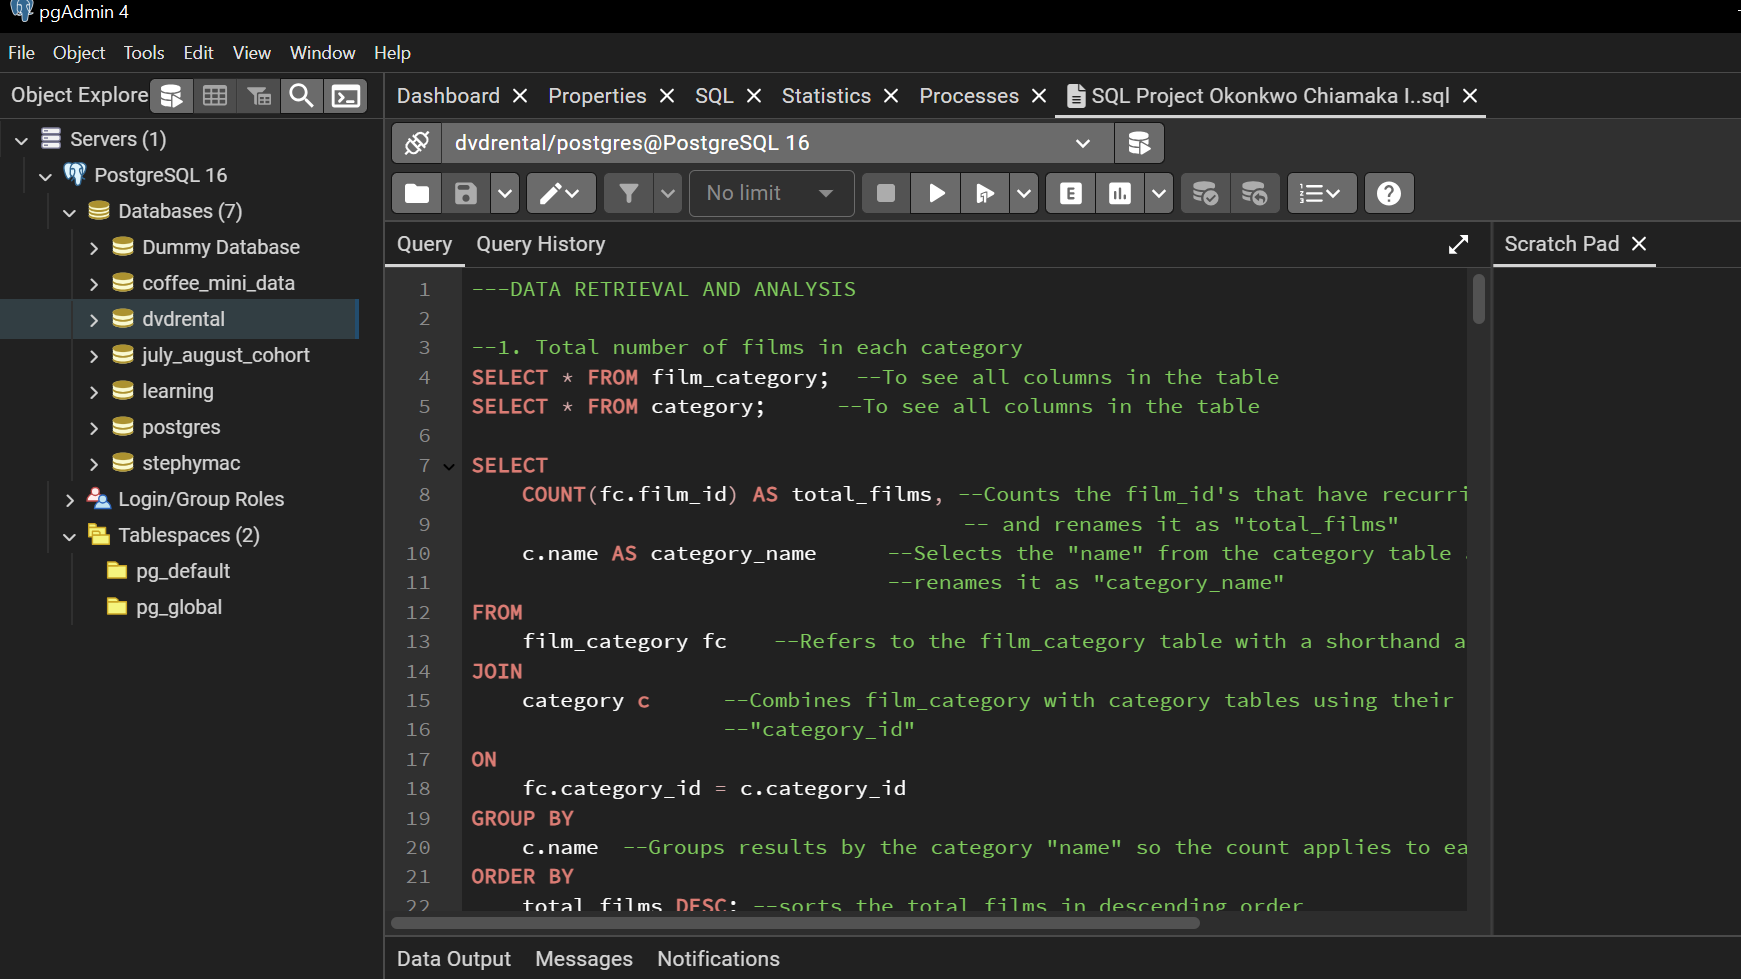 pgAdmin 4
File Object Tools Edit View Window Help
Object Explore
Servers (1)
PostgreSQL 16
Databases (7)
Dummy Database
coffee_mini_data
dvdrental
july_august_cohort
learning
postgres
stephymac
Login/Group Roles
Tablespaces (2)
pg_default
pg_global
Dashboard Properties SQL Statistics Processes SQL Project Okonkwo Chiamaka I..sql
dvdrental/postgres@PostgreSQL 16
No limit
E
Query Query History
Scratch Pad
1 ---DATA RETRIEVAL AND ANALYSIS
2
3 --1. Total number of films in each category
4 SELECT * FROM film_category; --To see all columns in the table
5 SELECT * FROM category; --To see all columns in the table
6
7 SELECT
8 COUNT(fc.film_id) AS total_films, --Counts the film_id's that have recurri
9 -- and renames it as "total_films"
10 c.name AS category_name --Selects the "name" from the category table
11 --renames it as "category_name"
12 FROM
13 film_category fc --Refers to the film_category table with a shorthand a
14 JOIN
15 category c --Combines film_category with category tables using their
16 --"category_id"
17 ON
18 fc.category_id = c.category_id
19 GROUP BY
20 c.name --Groups results by the category "name" so the count applies to ea
21 ORDER BY
22 total_films DESC; --sorts the total films in descending order
Data Output Messages Notifications